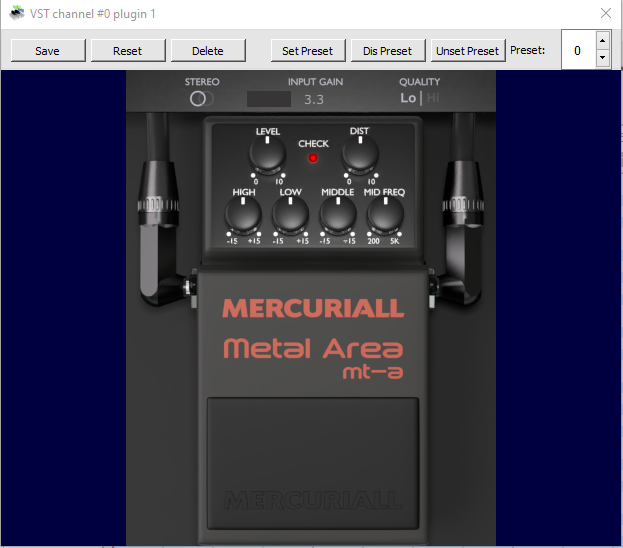 VST channel #0 plugin 1
Save Reset Delete Set Preset Dis Preset Unset Preset Preset: 0
STEREO INPUT GAIN QUALITY
3.3 Lo | HI
LEVEL DIST
CHECK
0 10 0 10
HIGH LOW MIDDLE MID FREQ
-15 +15 -15 +15 -15 +15 200 5K
MERCURIALL
Metal Area
mt-a
MERCURIALL